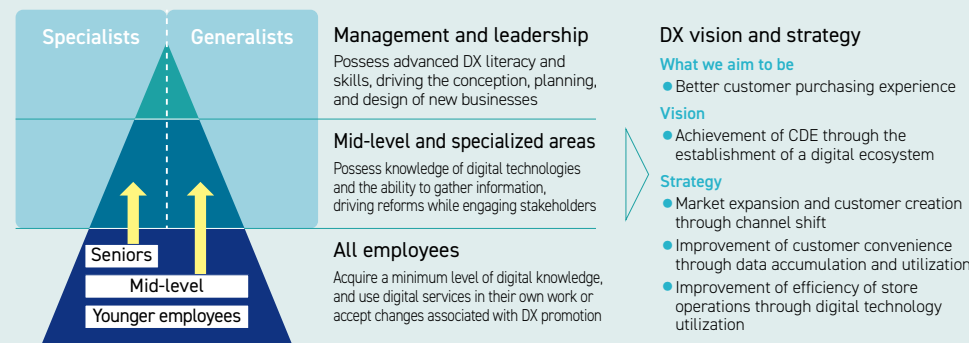 Specialists
Generalists
Seniors
Mid-level
Younger employees
Management and leadership
Possess advanced DX literacy and
skills, driving the conception, planning,
and design of new businesses
Mid-level and specialized areas
Possess knowledge of digital technologies
and the ability to gather information,
driving reforms while engaging stakeholders
All employees
Acquire a minimum level of digital knowledge,
and use digital services in their own work or
accept changes associated with DX promotion
DX vision and strategy
What we aim to be
● Better customer purchasing experience
Vision
● Achievement of CDE through the
establishment of a digital ecosystem
Strategy
● Market expansion and customer creation
through channel shift
● Improvement of customer convenience
through data accumulation and utilization
● Improvement of efficiency of store
operations through digital technology
utilization